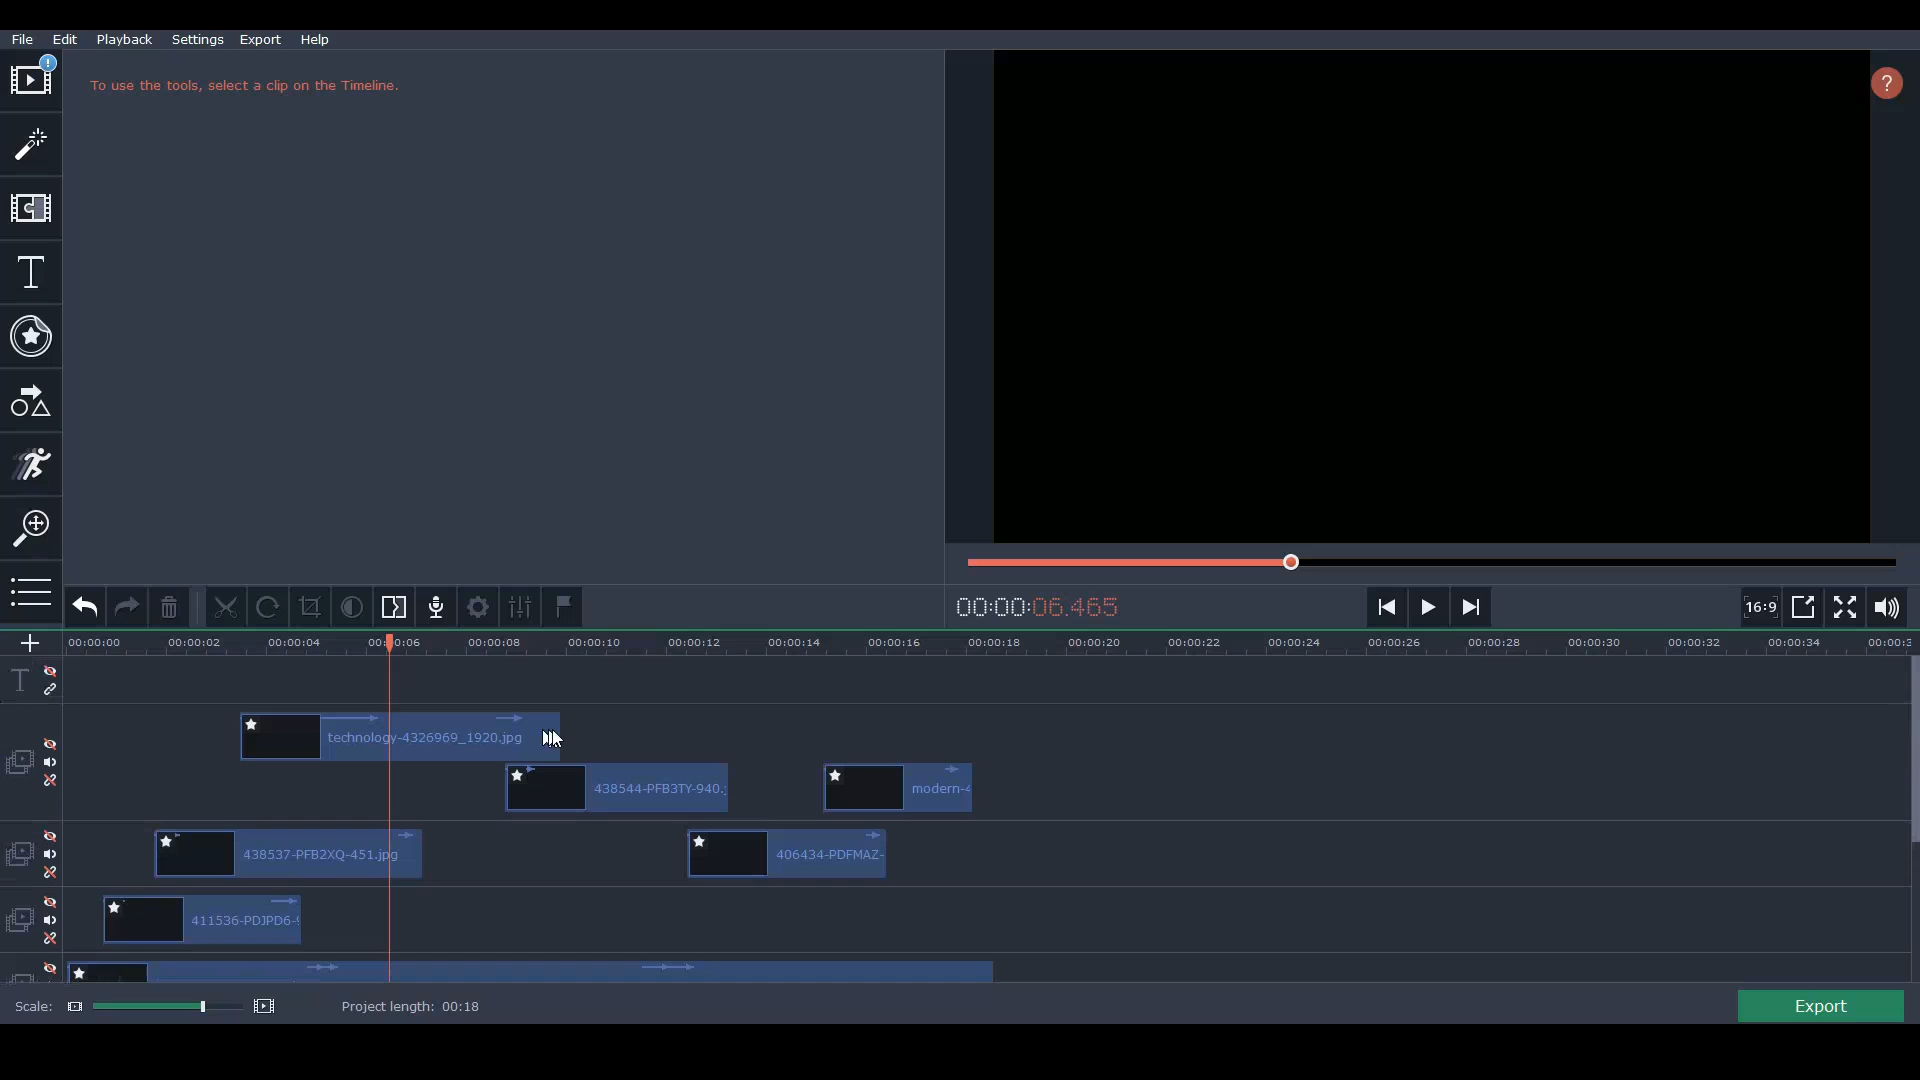 File Edit Playback Settings Export Help
!
To use the tools, select a clip on the Timeline.
?
T
00:00:06.465
16:9
+
00:00:00 00:00:02 00:00:04 00:00:06 00:00:08 00:00:10 00:00:12 00:00:14 00:00:16 00:00:18 00:00:20 00:00:22 00:00:24 00:00:26 00:00:28 00:00:30 00:00:32 00:00:34 00:00:3
T
technology-4326969_1920.jpg
438544-PFB3TY-940.j
modern-4
438537-PFB2XQ-451.jpg
406434-PDFMAZ-
411536-PDJPD6-9
Scale:
Project length: 00:18
Export